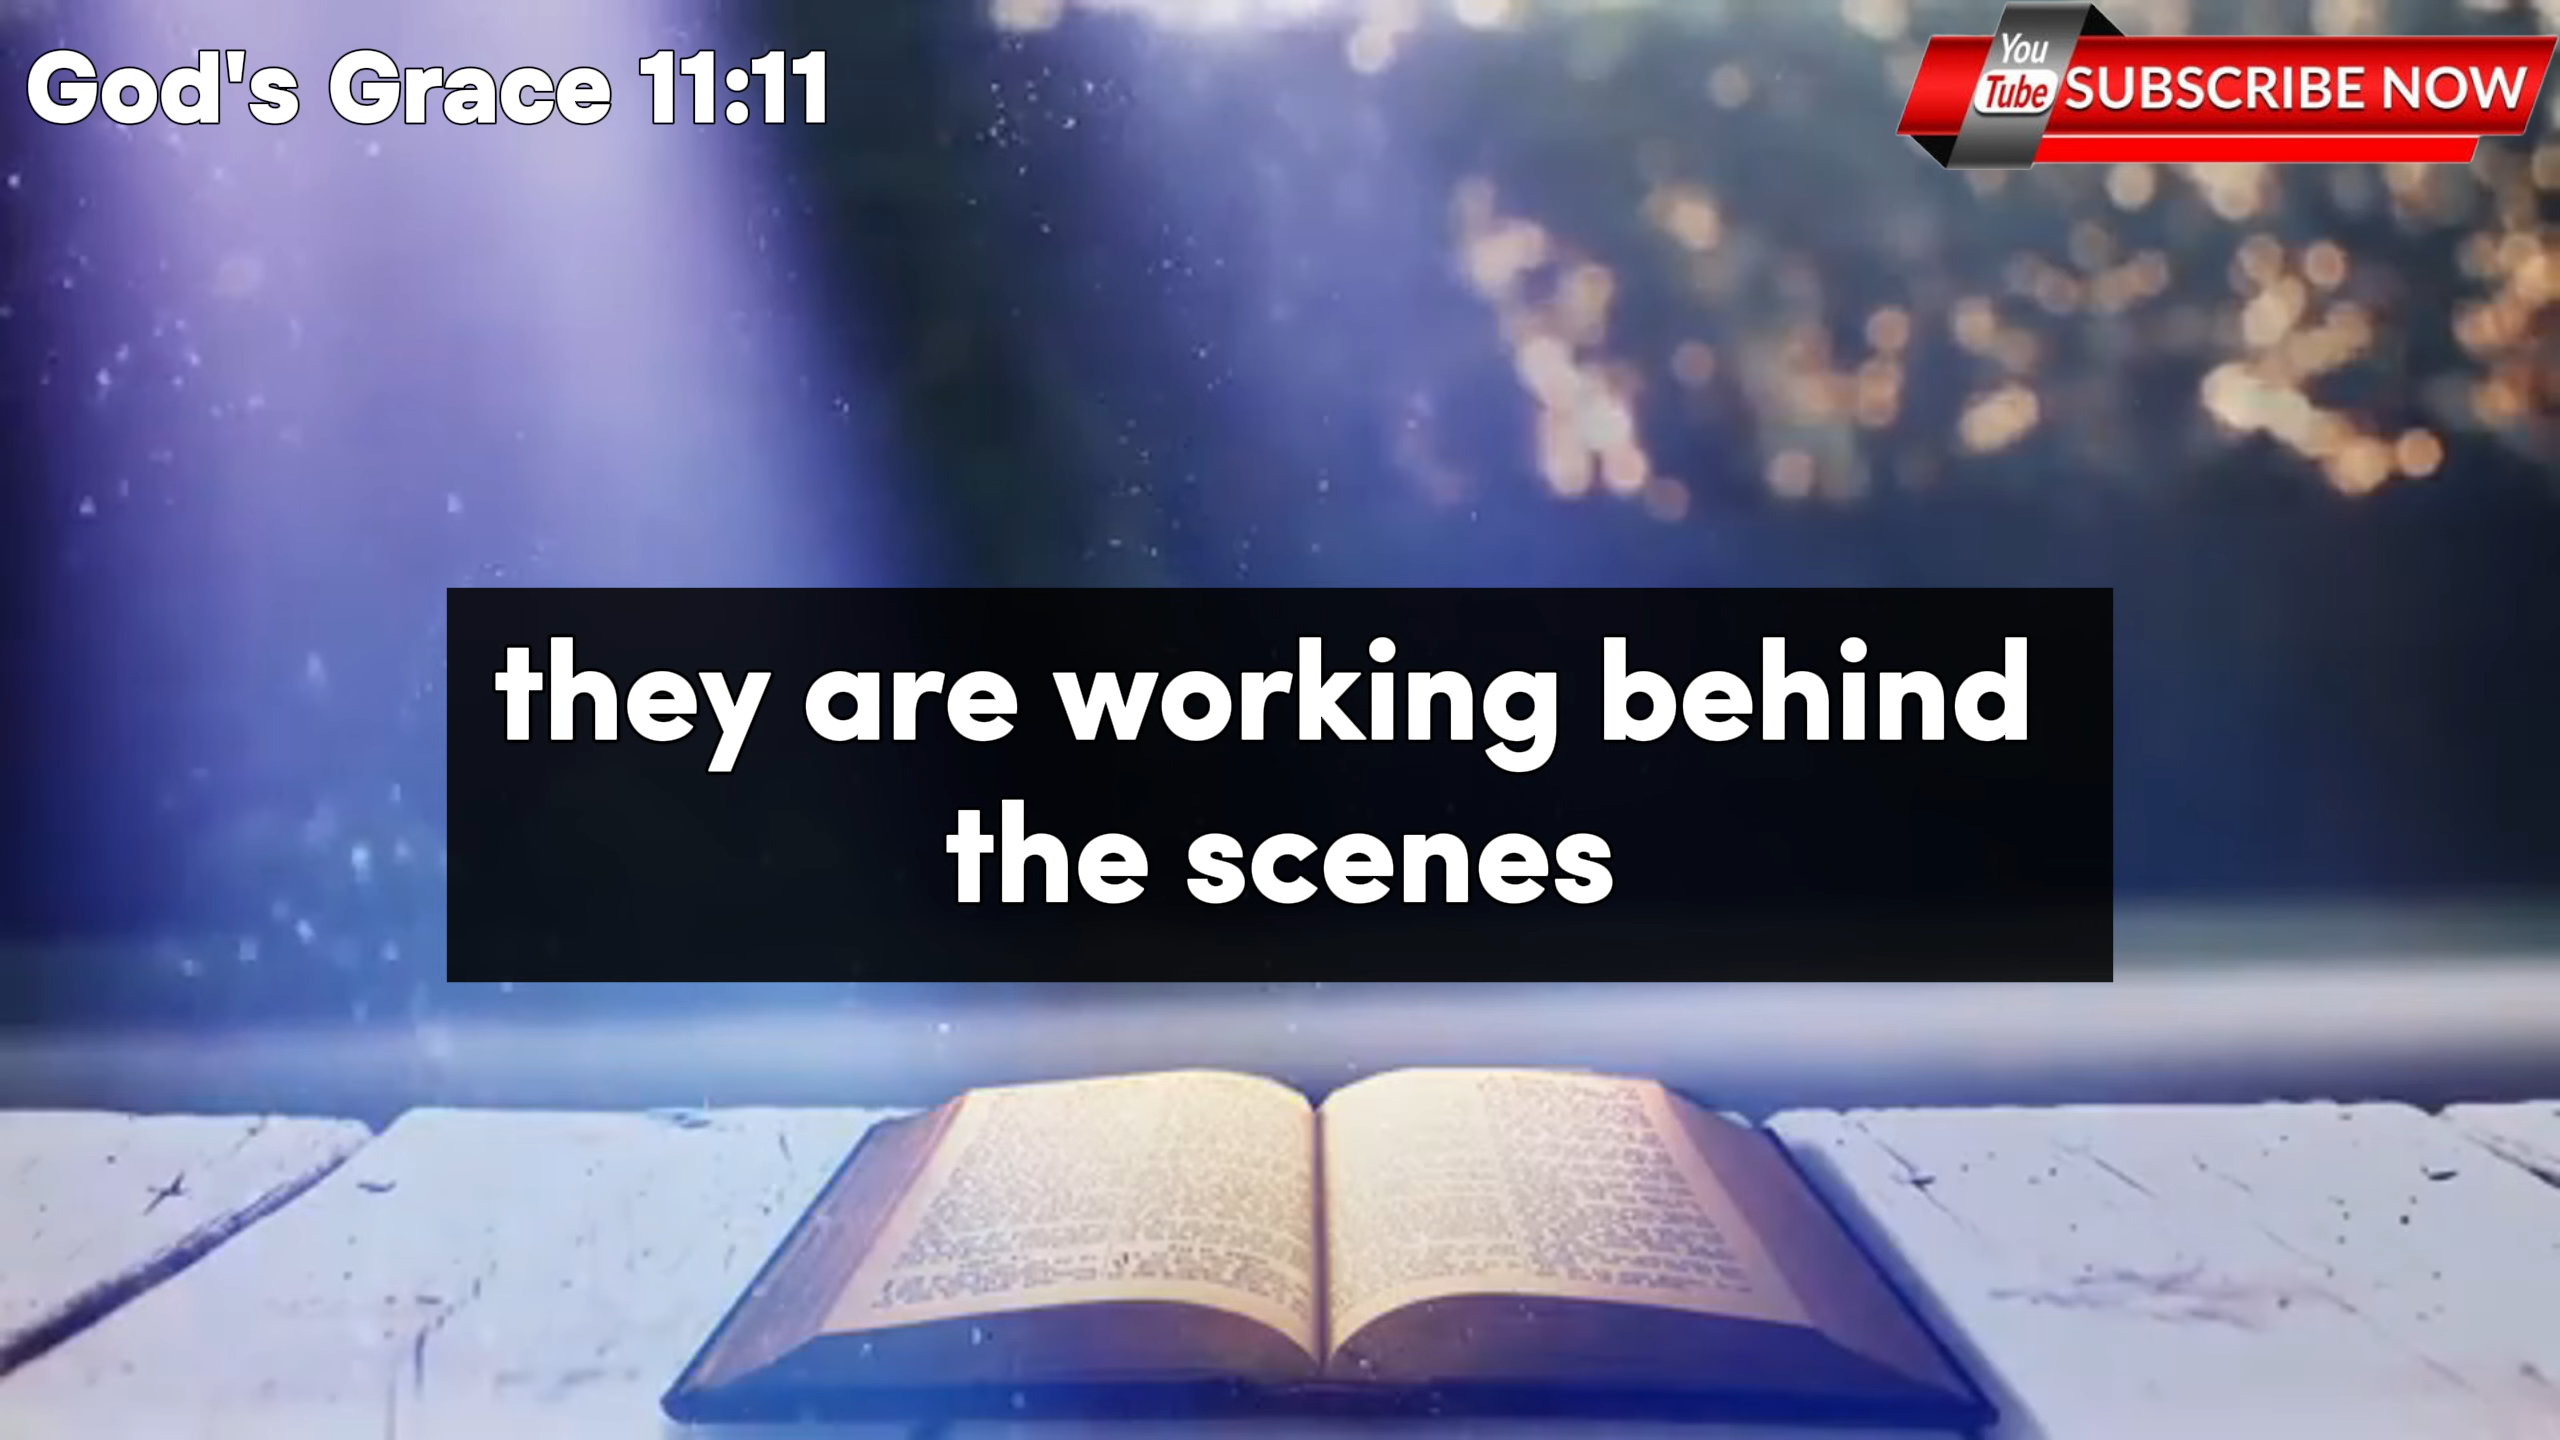 God's Grace 11:11
You
Tube
SUBSCRIBE NOW
they are working behind
the scenes